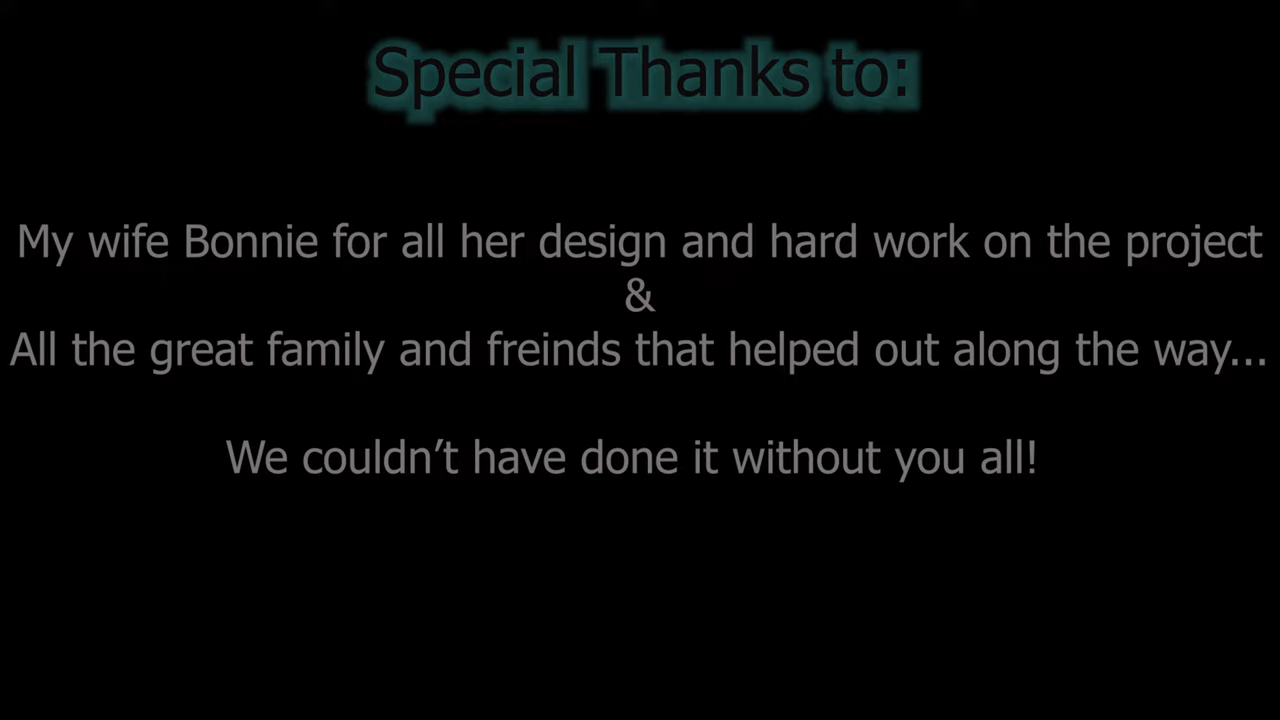 Special Thanks to:
My wife Bonnie for all her design and hard work on the project
&
All the great family and freinds that helped out along the way...
We couldn’t have done it without you all!